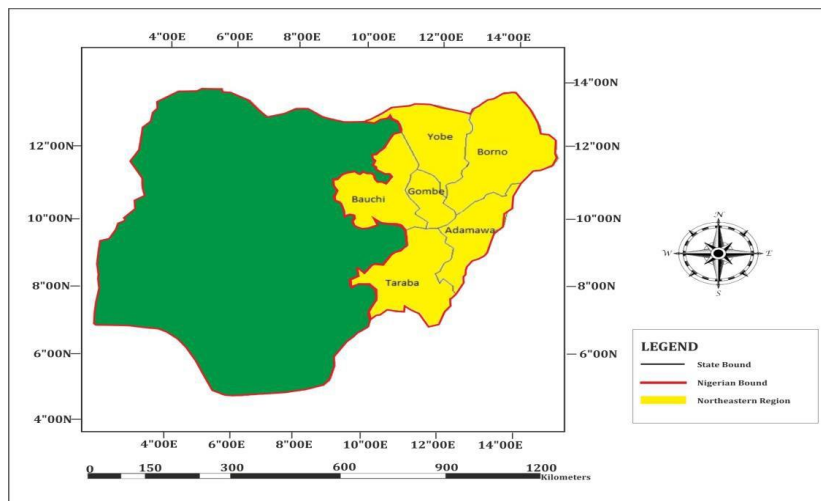 4"00E 6"00E 8"00E 10"00E 12"00E 14"00E
14"00N
12"00N 12"00N
10"00N 10"00N
8"00N 8"00N
6"00N 6"00N
4"00N
Yobe
Borno
Gombe
Bauchi
Adamawa
Taraba
N
W E
S
LEGEND
State Bound
Nigerian Bound
Northeastern Region
4"00E 6"00E 8"00E 10"00E 12"00E 14"00E
0 150 300 600 900 1200
Kilometers